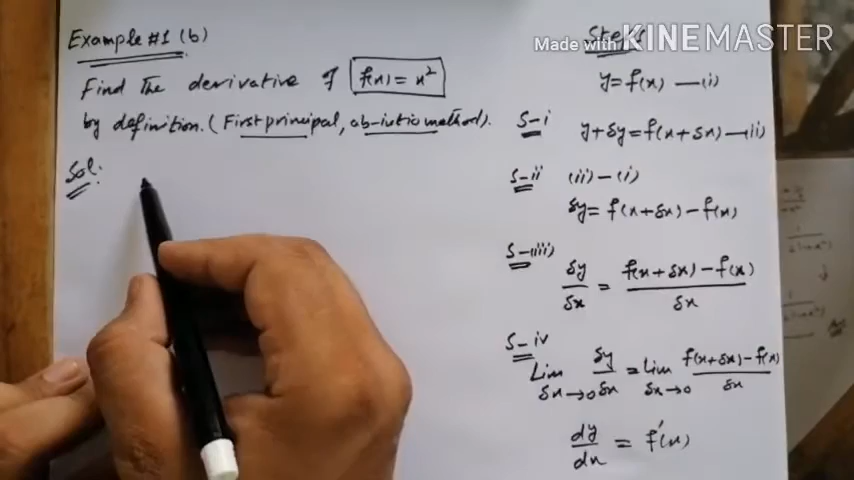 Example #1 (b)
Find The derivative of f(x) = x²
by definition. (First principal, ab-initio method).
Sol:
Steps
Made with KINEMASTER
y = f(x) —(i)
S-i y + δy = f(x + δx) —(ii)
S-ii (ii) – (i)
δy = f(x + δx) – f(x)
S-(iii) δy/δx = f(x + δx) – f(x)/δx
S-iv
Lim δx→0 δy/δx = Lim δx→0 f(x+δx) – f(x)/δx
dy/dx = f'(x)